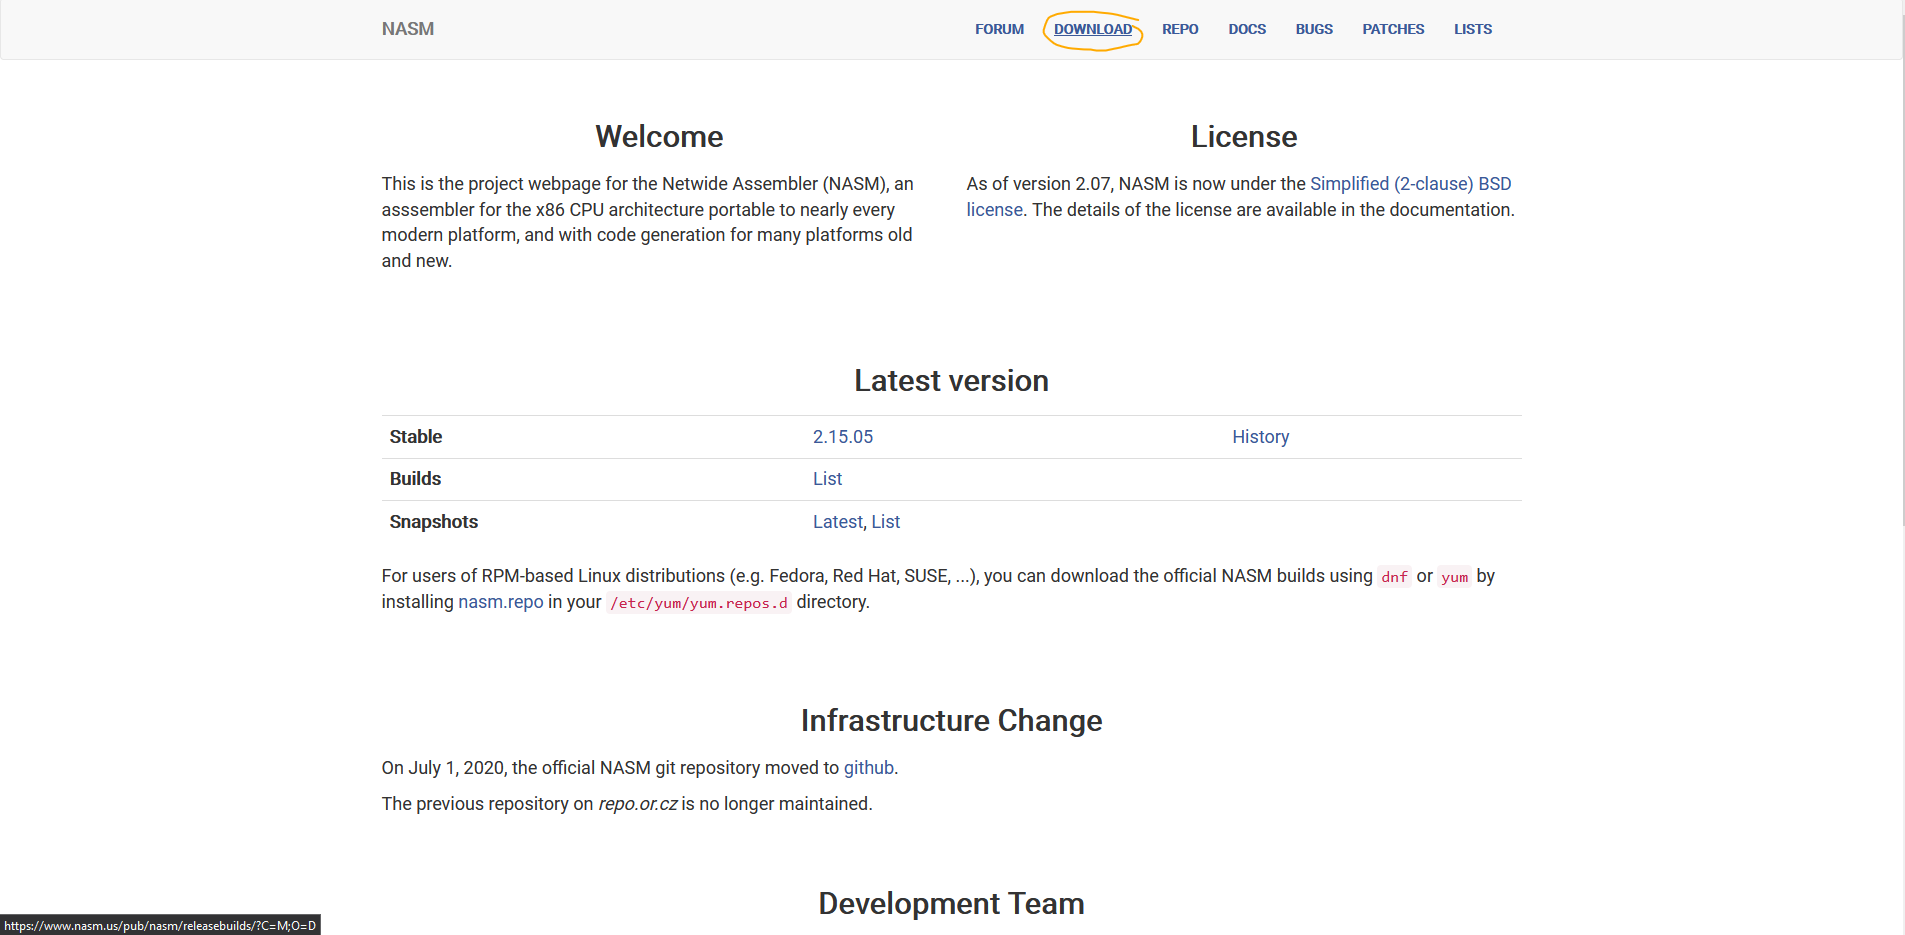 NASM FORUM DOWNLOAD REPO DOCS BUGS PATCHES LISTS
Welcome
This is the project webpage for the Netwide Assembler (NASM), an
asssembler for the x86 CPU architecture portable to nearly every
modern platform, and with code generation for many platforms old
and new.
License
As of version 2.07, NASM is now under the Simplified (2-clause) BSD
license. The details of the license are available in the documentation.
Latest version
Stable 2.15.05 History
Builds List
Snapshots Latest, List
For users of RPM-based Linux distributions (e.g. Fedora, Red Hat, SUSE, ...), you can download the official NASM builds using dnf or yum by
installing nasm.repo in your /etc/yum/yum.repos.d directory.
Infrastructure Change
On July 1, 2020, the official NASM git repository moved to github.
The previous repository on repo.or.cz is no longer maintained.
Development Team
https://www.nasm.us/pub/nasm/releasebuilds/?C=M;O=D